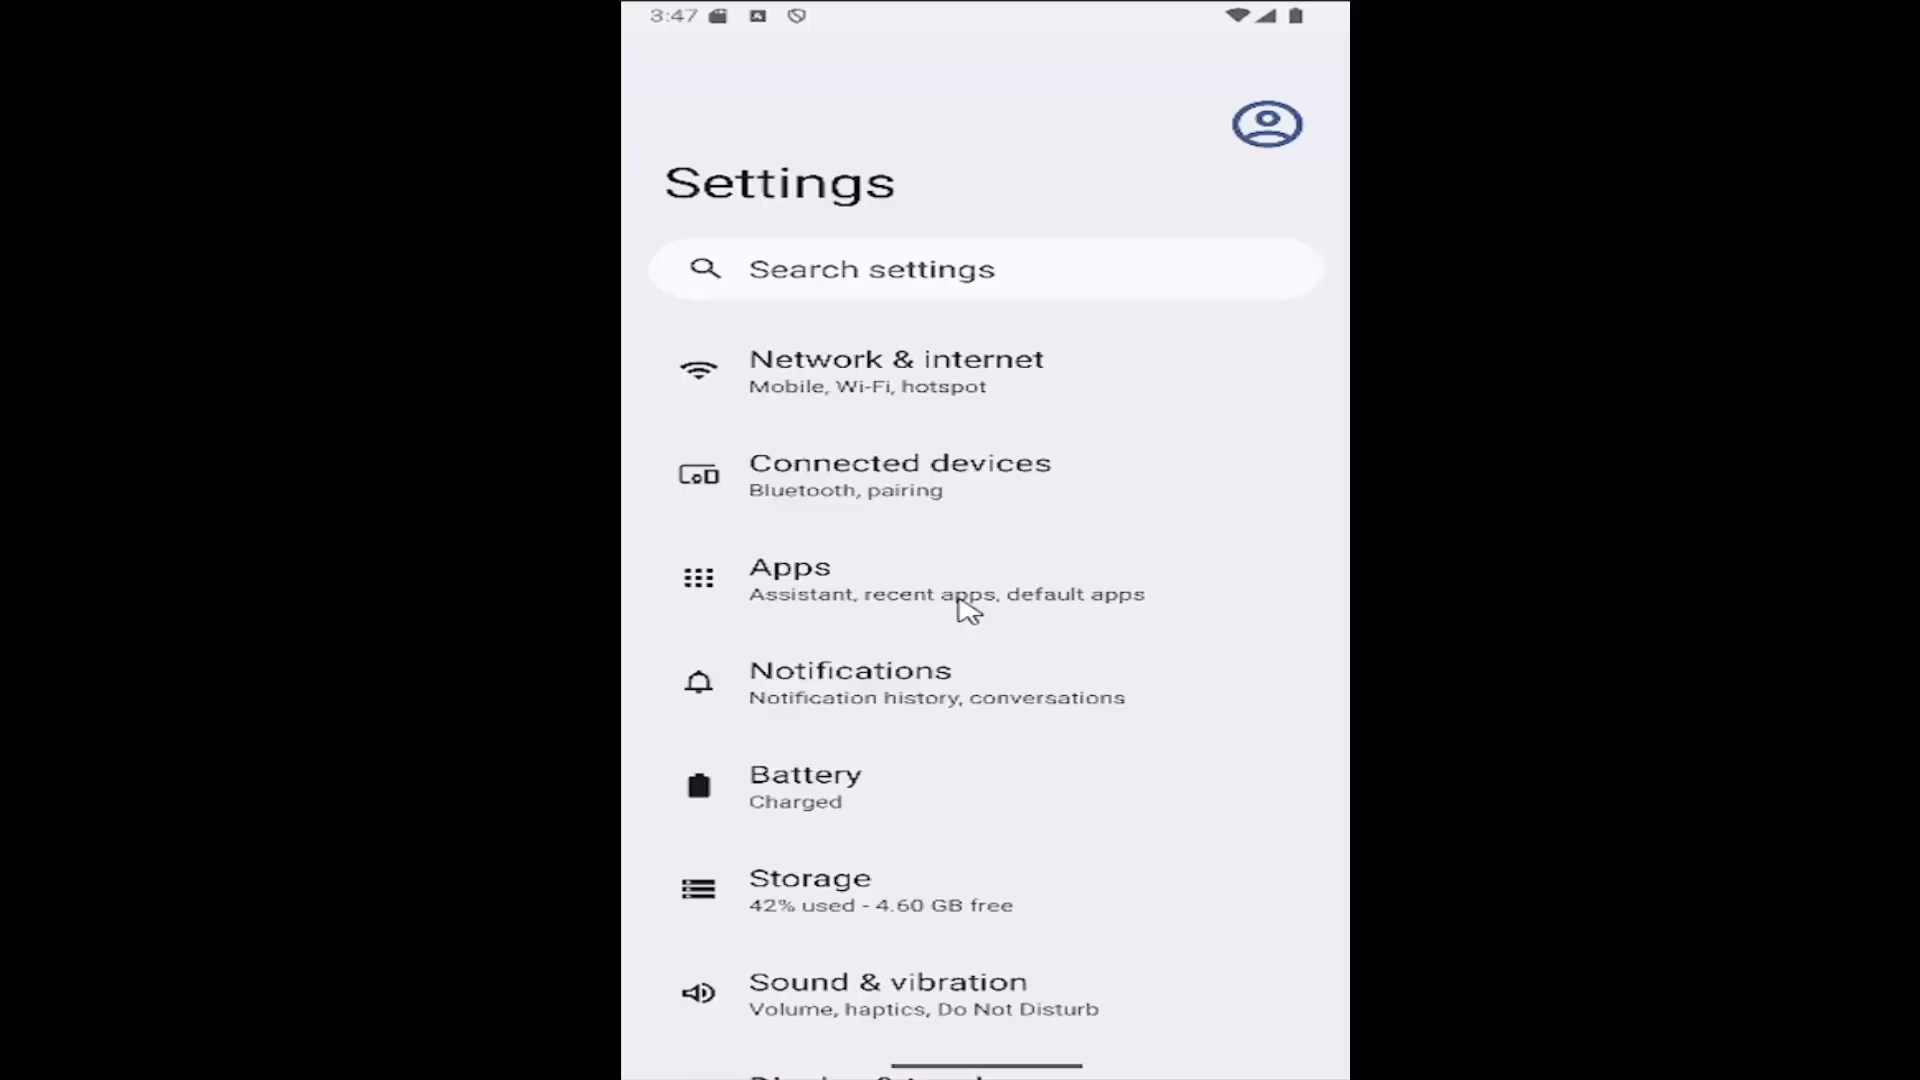 3:47
Settings
Search settings
Network & internet
Mobile, Wi-Fi, hotspot
Connected devices
Bluetooth, pairing
Apps
Assistant, recent apps, default apps
Notifications
Notification history, conversations
Battery
Charged
Storage
42% used - 4.60 GB free
Sound & vibration
Volume, haptics, Do Not Disturb